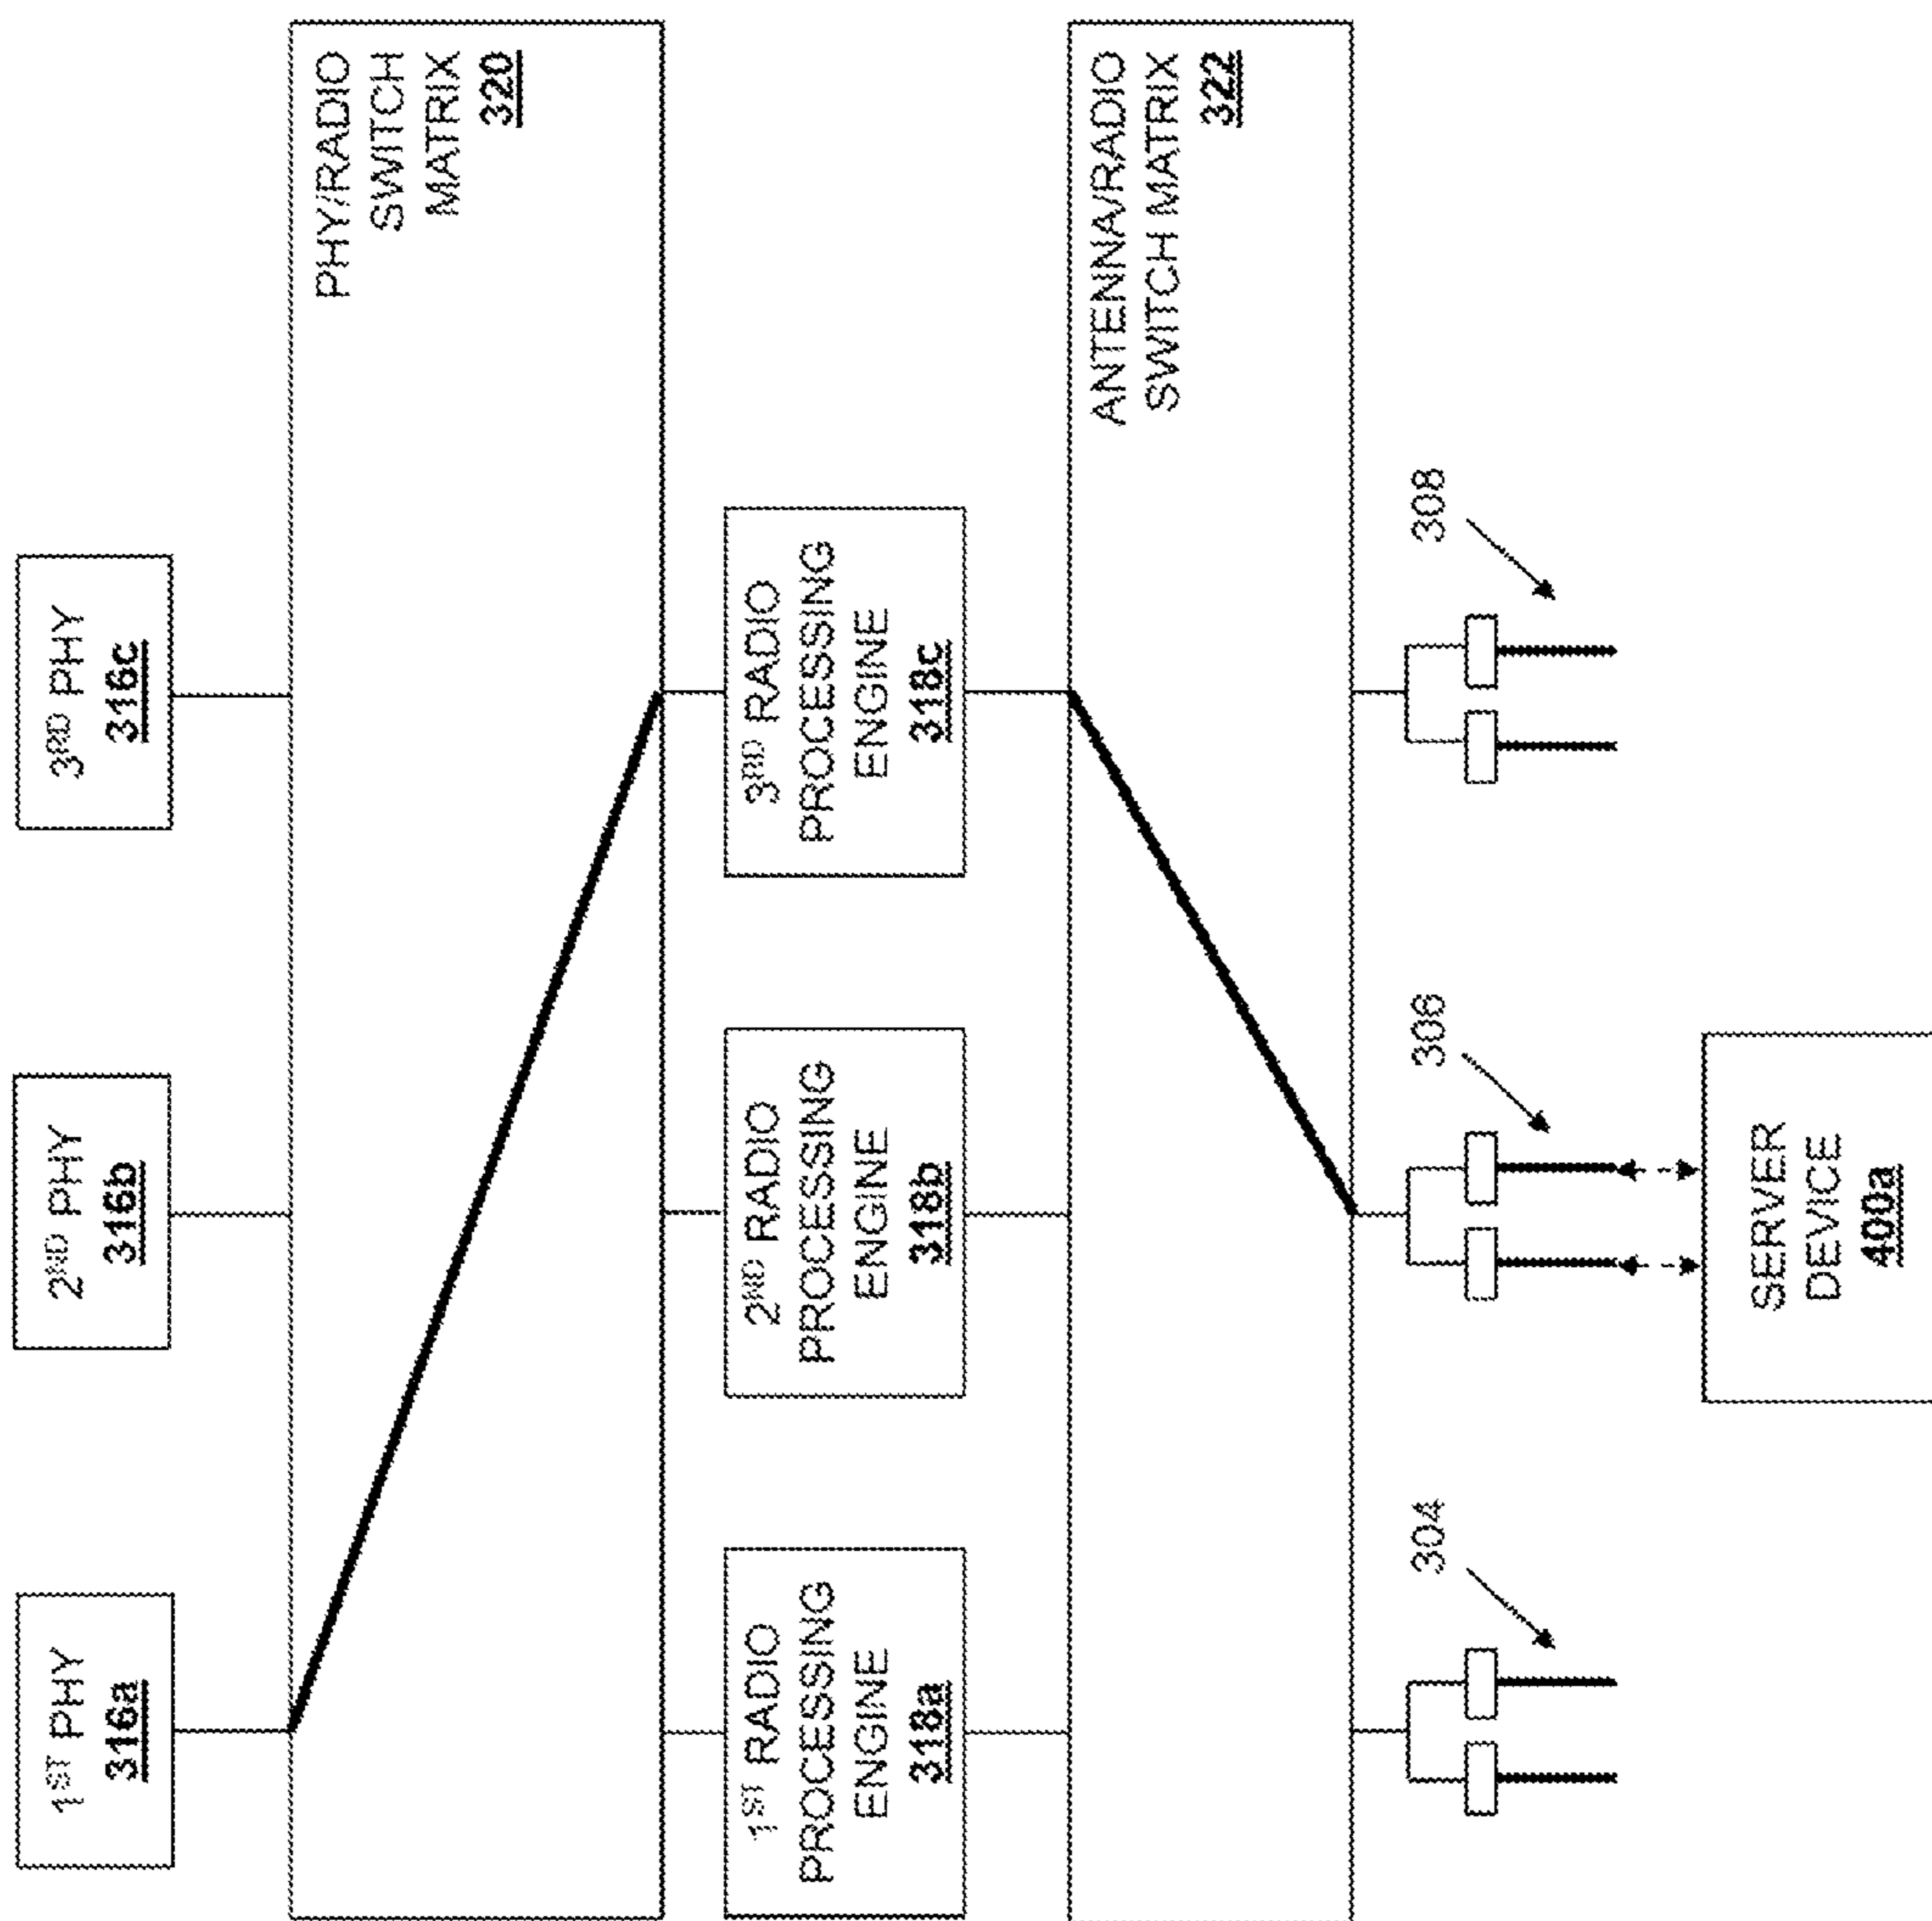 1ST PHY
316a
2ND PHY
316b
3RD PHY
316c
PHY/RADIO
SWITCH
MATRIX
320
1ST RADIO
PROCESSING
ENGINE
318a
2ND RADIO
PROCESSING
ENGINE
318b
3RD RADIO
PROCESSING
ENGINE
318c
ANTENNA/RADIO
SWITCH MATRIX
322
304
306
308
SERVER
DEVICE
400a